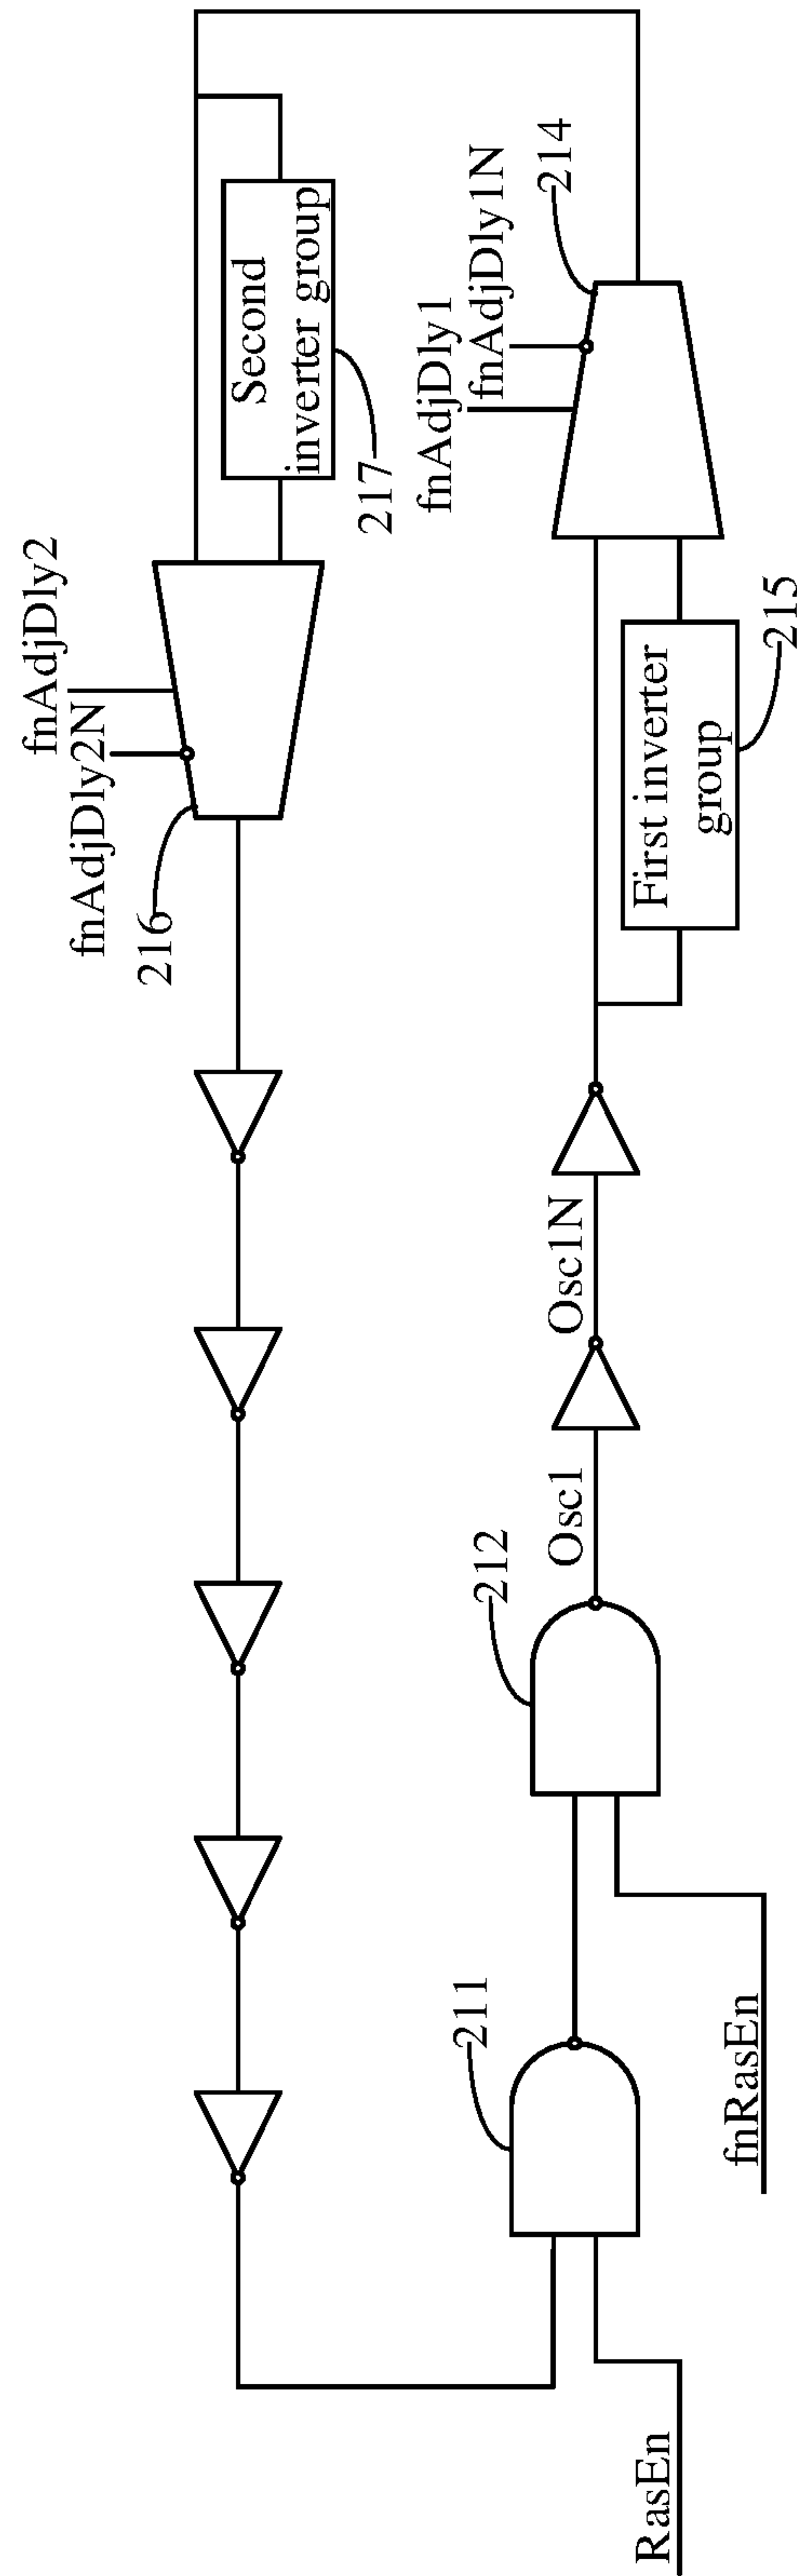 fnAdjDly2
fnAdjDly2N
216
Second
inverter group
217
fnAdjDly1
fnAdjDly1N
214
211
212
Osc1
Osc1N
First inverter
group
215
RasEn
fnRasEn